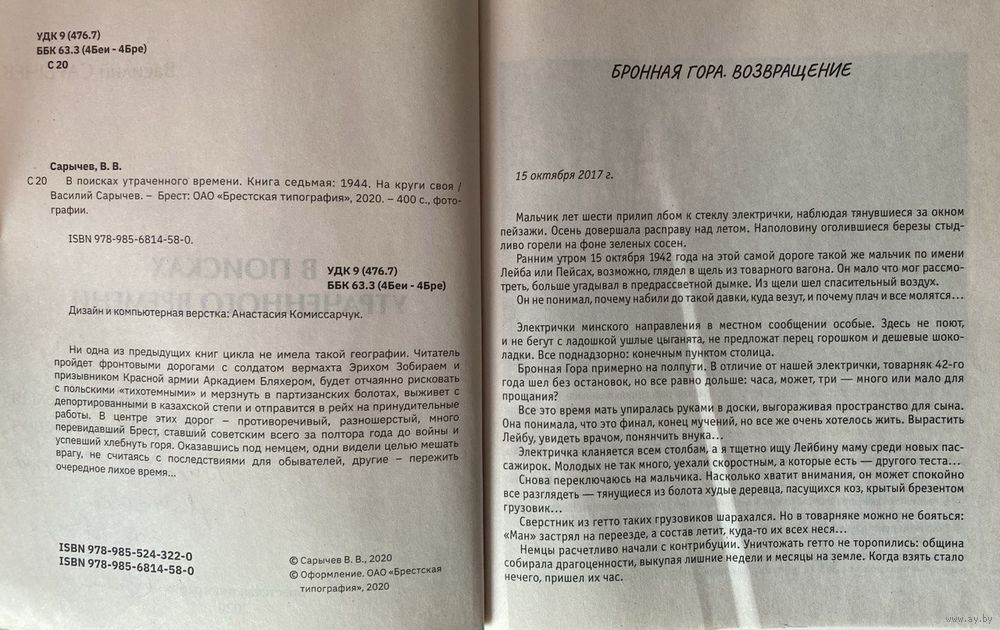 УДК 9 (476.7)
ББК 63.3 (4Беи - 4Бре)
С 20
Сарычев, В. В.
С 20 В поисках утраченного времени. Книга седьмая: 1944. На круги своя /
Василий Сарычев. – Брест: ОАО «Брестская типография», 2020. – 400 с., фото-
графии.
ISBN 978-985-6814-58-0.
УДК 9 (476.7)
ББК 63.3 (4Беи - 4Бре)
Дизайн и компьютерная верстка: Анастасия Комиссарчук.
Ни одна из предыдущих книг цикла не имела такой географии. Читатель
пройдет фронтовыми дорогами с солдатом вермахта Эрихом Зобираем и
призывником Красной армии Аркадием Бляхером, будет отчаянно рисковать
с польскими «тихотемными» и мерзнуть в партизанских болотах, выживет с
депортированными в казахской степи и отправится в рейх на принудительные
работы. В центре этих дорог – противоречивый, разношерстый, много
перевидавший Брест, ставший советским всего за полтора года до войны и
успевший хлебнуть горя. Оказавшись под немцем, одни видели целью мешать
врагу, не считаясь с последствиями для обывателей, другие – пережить
очередное лихое время...
ISBN 978-985-524-322-0
ISBN 978-985-6814-58-0
© Сарычев В. В., 2020
© Оформление. ОАО «Брестская
типография», 2020
БРОННАЯ ГОРА. ВОЗВРАЩЕНИЕ
15 октября 2017 г.
Мальчик лет шести прилип лбом к стеклу электрички, наблюдая тянувшиеся за окном
пейзажи. Осень довершала расправу над летом. Наполовину оголившиеся березы стыд-
ливо горели на фоне зеленых сосен.
Ранним утром 15 октября 1942 года на этой самой дороге такой же мальчик по имени
Лейба или Пейсах, возможно, глядел в щель из товарного вагона. Он мало что мог рассмо-
треть, больше угадывал в предрассветной дымке. Из щели шел спасительный воздух.
Он не понимал, почему набили до такой давки, куда везут, и почему плач и все молятся...
Электрички минского направления в местном сообщении особые. Здесь не поют,
и не бегут с ладошкой ушлые цыганята, не предложат перец горошком и дешевые шоко-
ладки. Все поднадзорно: конечным пунктом столица.
Бронная Гора примерно на полпути. В отличие от нашей электрички, товарняк 42-го
года шел без остановок, но все равно дольше: часа, может, три — много или мало для
прощания?
Все это время мать упиралась руками в доски, выгораживая пространство для сына.
Она понимала, что это финал, конец мучений, но все же очень хотелось жить. Вырастить
Лейбу, увидеть врачом, понянчить внука...
Электричка кланяется всем столбам, а я тщетно ищу Лейбину маму среди новых пас-
сажирок. Молодых не так много, уехали скоростным, а которые есть — другого теста...
Снова переключаюсь на мальчика. Насколько хватит внимания, он может спокойно
все разглядеть — тянущиеся из болота худые деревца, пасущихся коз, крытый брезентом
грузовик...
Сверстник из гетто таких грузовиков шарахался. Но в товарняке можно не бояться:
«Ман» застрял на переезде, а состав летит, куда-то их всех неся...
Немцы расчетливо начали с контрибуции. Уничтожать гетто не торопились: община
собирала драгоценности, выкупая лишние недели и месяцы на земле. Когда взять стало
нечего, пришел их час.
www.ay.by